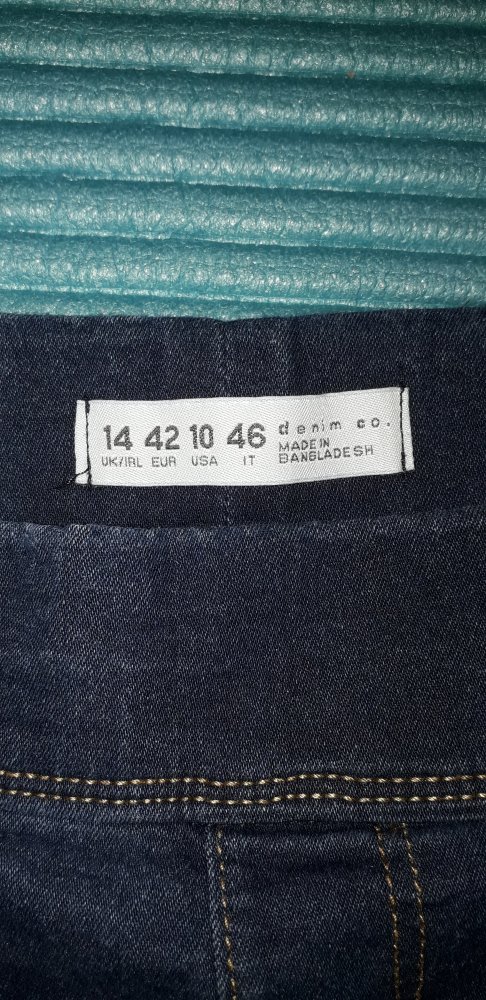 14 42 10 46 denim co.
UK/IRL EUR USA IT MADE IN
BANGLADESH